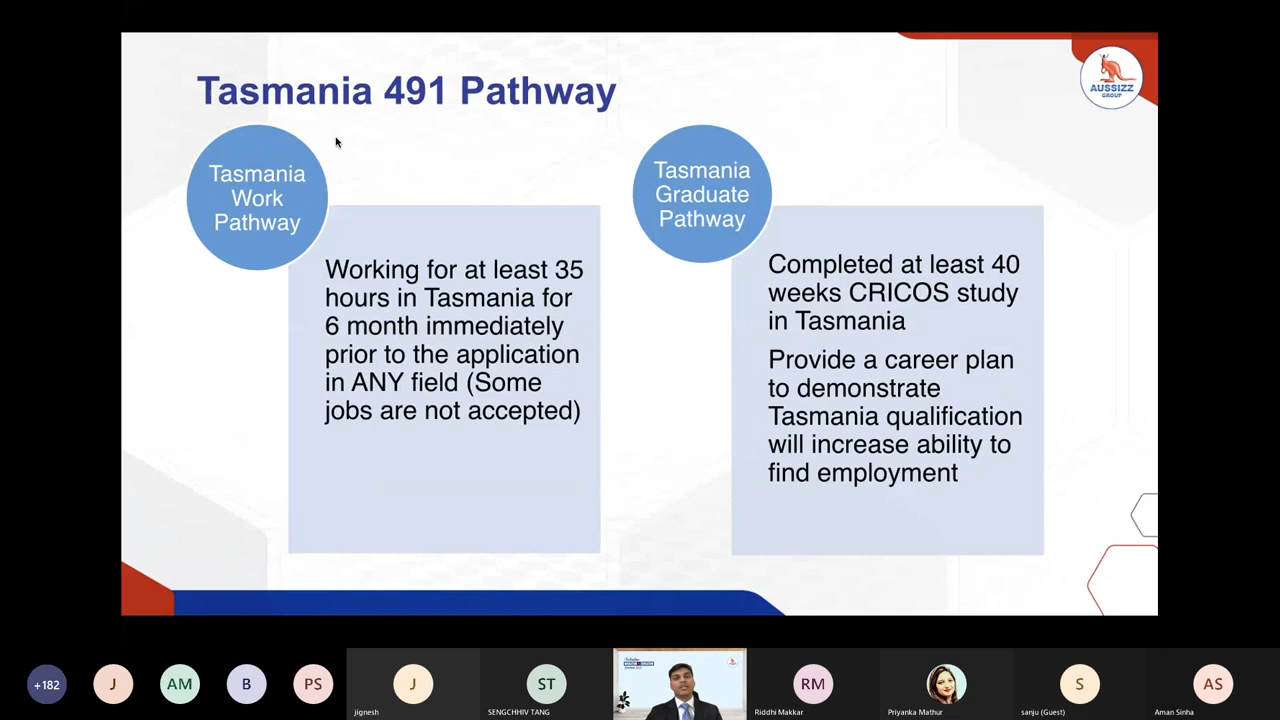 Tasmania 491 Pathway
AUSSIZZ
GROUP
Tasmania
Work
Pathway
Working for at least 35
hours in Tasmania for
6 month immediately
prior to the application
in ANY field (Some
jobs are not accepted)
Tasmania
Graduate
Pathway
Completed at least 40
weeks CRICOS study
in Tasmania
Provide a career plan
to demonstrate
Tasmania qualification
will increase ability to
find employment
+182
J
AM
B
PS
J
jignesh
ST
SENGCHHIV TANG
RM
Riddhi Makkar
Priyanka Mathur
S
sanju (Guest)
AS
Aman Sinha